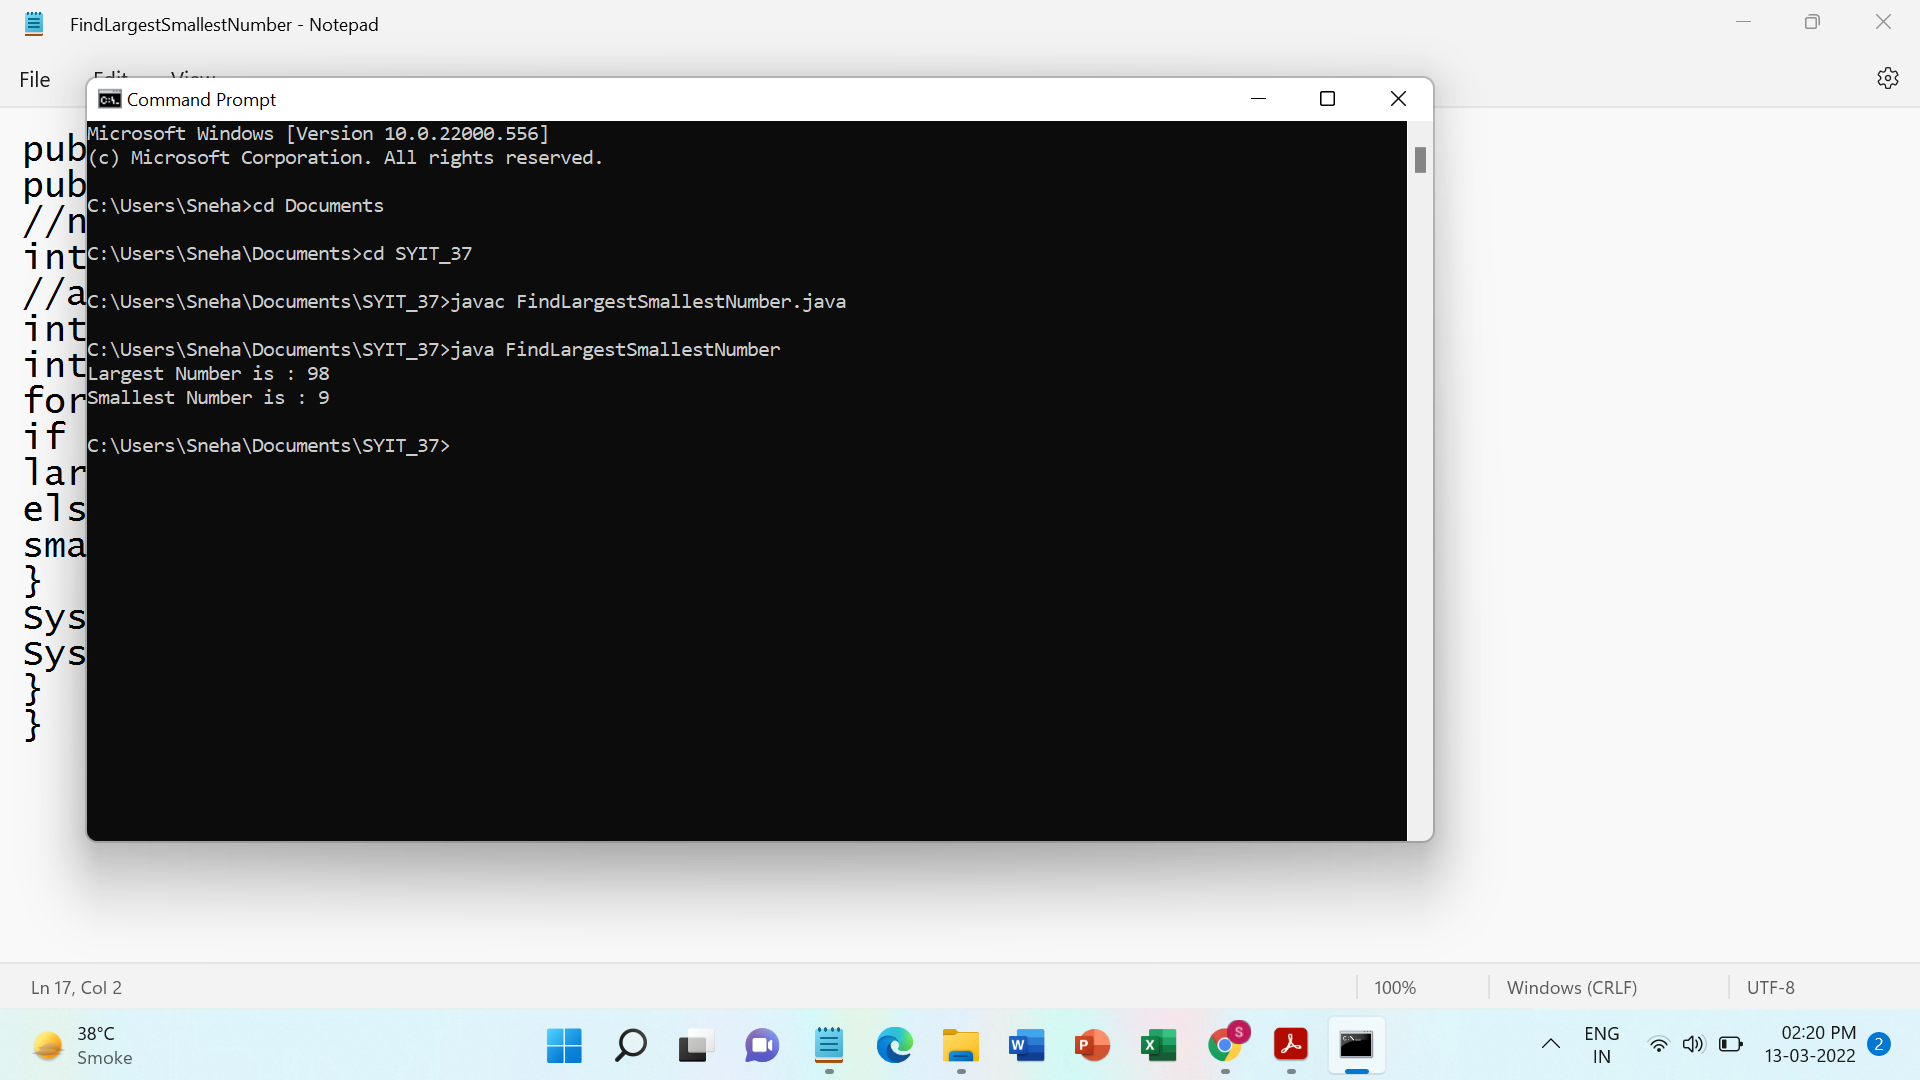 FindLargestSmallestNumber - Notepad
File
Command Prompt
Microsoft Windows [Version 10.0.22000.556]
(c) Microsoft Corporation. All rights reserved.
C:\Users\Sneha>cd Documents
C:\Users\Sneha\Documents>cd SYIT_37
C:\Users\Sneha\Documents\SYIT_37>javac FindLargestSmallestNumber.java
C:\Users\Sneha\Documents\SYIT_37>java FindLargestSmallestNumber
Largest Number is : 98
Smallest Number is : 9
C:\Users\Sneha\Documents\SYIT_37>
pub
pub
//n
int
//a
int
int
for
if
lar
els
sma
}
Sys
Sys
}
}
Ln 17, Col 2
100%
Windows (CRLF)
UTF-8
38°C
Smoke
S
ENG
IN
02:20 PM
13-03-2022
2